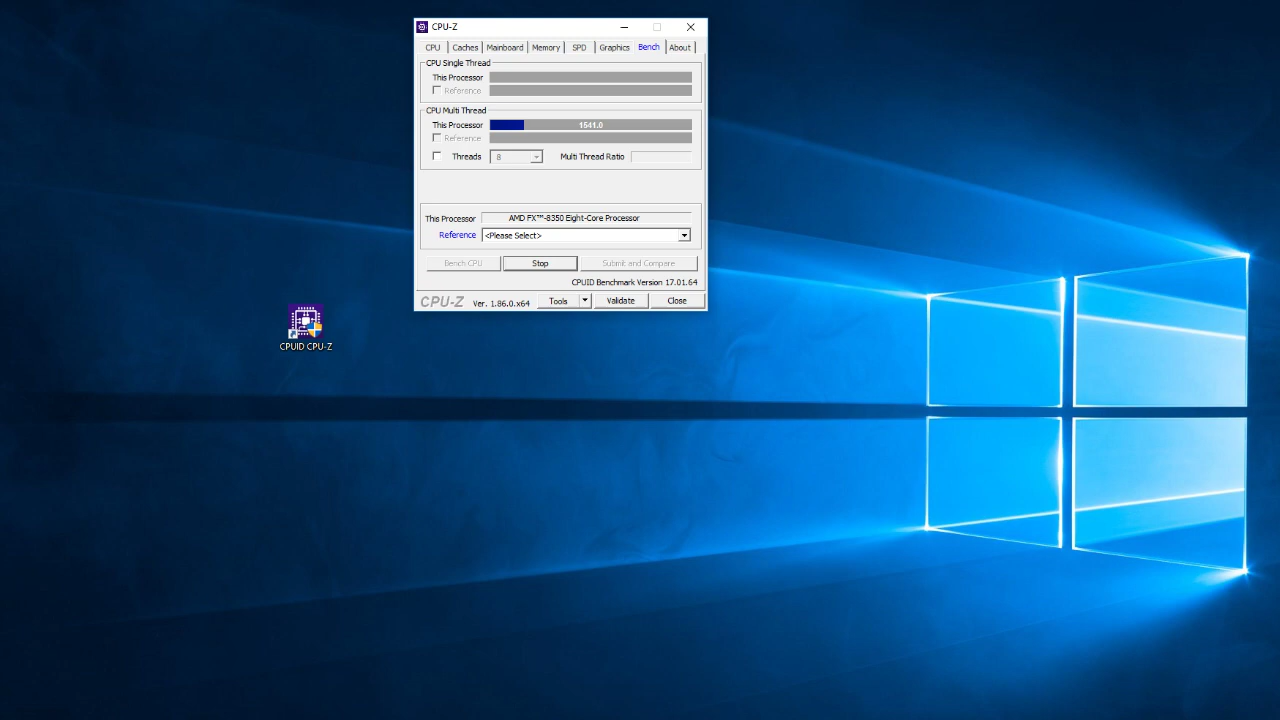 CPU-Z
CPU Caches Mainboard Memory SPD Graphics Bench About
CPU Single Thread
This Processor
Reference
CPU Multi Thread
This Processor 1541.0
Reference
Threads 8 Multi Thread Ratio
This Processor AMD FX™-8350 Eight-Core Processor
Reference <Please Select>
Bench CPU Stop Submit and Compare
CPUID Benchmark Version 17.01.64
CPU-Z Ver. 1.86.0.x64 Tools Validate Close
CPUID CPU-Z